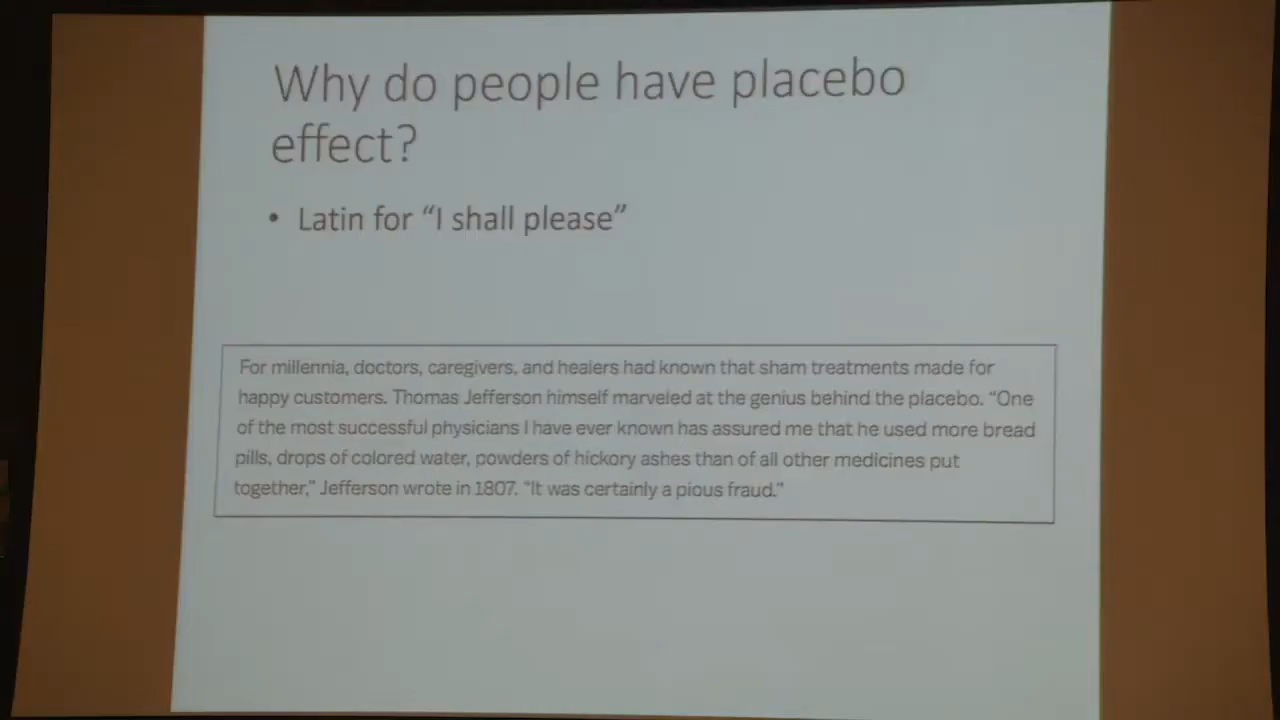 Why do people have placebo
effect?
• Latin for “I shall please”
For millennia, doctors, caregivers, and healers had known that sham treatments made for
happy customers. Thomas Jefferson himself marveled at the genius behind the placebo. “One
of the most successful physicians I have ever known has assured me that he used more bread
pills, drops of colored water, powders of hickory ashes than of all other medicines put
together,” Jefferson wrote in 1807. “It was certainly a pious fraud.”